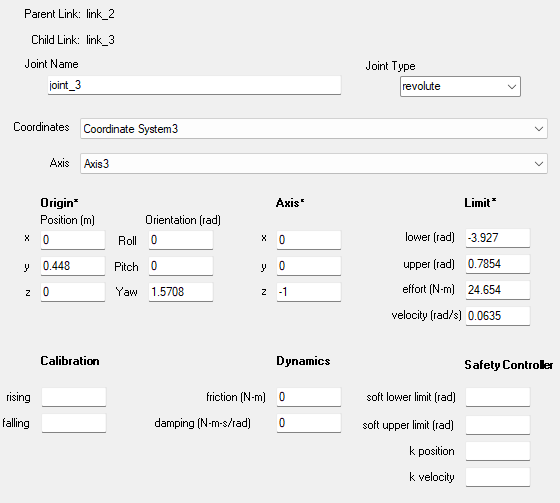 Parent Link: link_2
Child Link: link_3
Joint Name
Joint Type
joint_3
revolute
Coordinates Coordinate System3
Axis Axis3
Origin* Axis* Limit*
Position (m) Orientation (rad)
x 0 Roll 0 x 0 lower (rad) -3.927
y 0.448 Pitch 0 y 0 upper (rad) 0.7854
z 0 Yaw 1.5708 z -1 effort (N-m) 24.654
velocity (rad/s) 0.0635
Calibration Dynamics Safety Controller
rising friction (N-m) 0 soft lower limit (rad)
falling damping (N-m-s/rad) 0 soft upper limit (rad)
k position
k velocity